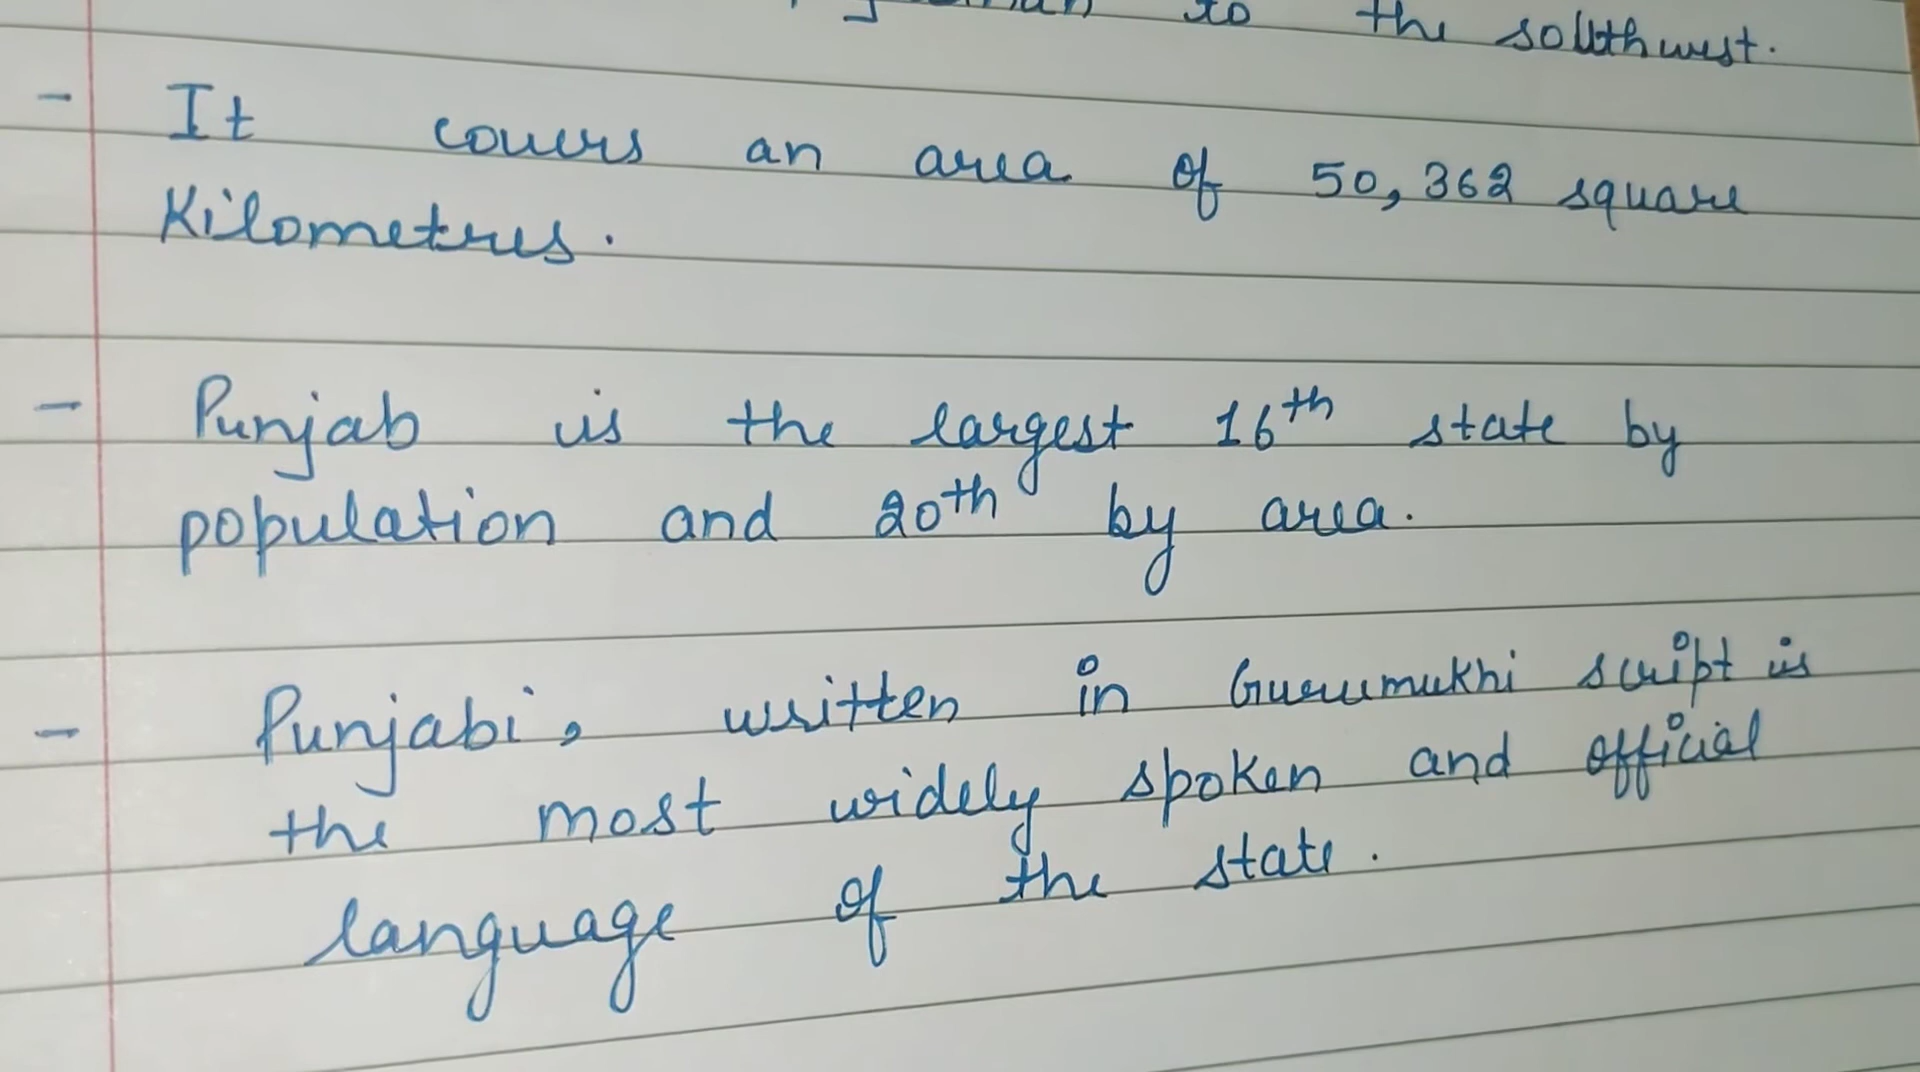 to the southwest.
- It covers an area of 50,362 square
Kilometres.
- Punjab is the largest 16th state by
population and 20th by area.
- Punjabi, written in Gurumukhi script is
the most widely spoken and official
language of the state.